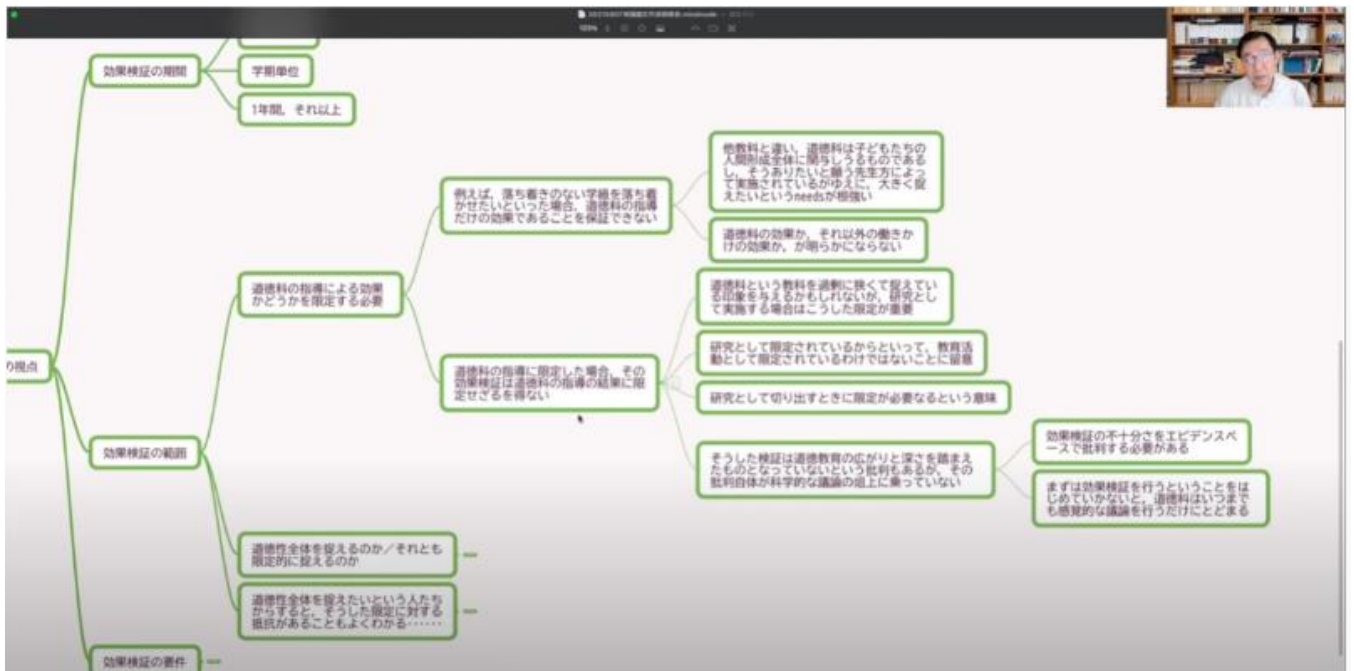 効果検証の期間
学期単位
1年間，それ以上
他教科と違い，道徳科は子どもたちの
人間形成全体に関与しうるものである
し，そうありたいと願う先生方によっ
て実施されているがゆえに，大きく捉
えたいというneedsが根強い
例えば，落ち着きのない学級を落ち着
かせたいといった場合，道徳科の指導
だけの効果であることを保証できない
道徳科の効果か，それ以外の働きか
けの効果か，が明らかにならない
道徳科の指導による効果
かどうかを限定する必要
道徳科という教科を過剰に狭くて捉えてい
る印象を与えるかもしれないが，研究とし
て実施する場合はこうした限定が重要
研究として限定されているからといって，教育活
動として限定されているわけではないことに留意
道徳科の指導に限定した場合，その
効果検証は道徳科の指導の結果に限
定せざるを得ない
研究として切り出すときに限定が必要なるという意味
の視点
効果検証の範囲
そうした検証は道徳教育の広がりと深さを踏まえ
たものとなっていないという批判もあるが，その
批判自体が科学的な議論の俎上に乗っていない
効果検証の不十分さをエビデンスベ
ースで批判する必要がある
まずは効果検証を行うということをは
じめていかないと，道徳科はいつまで
も感覚的な議論を行うだけにとどまる
道徳性全体を捉えるのか／それとも
限定的に捉えるのか
道徳性全体を捉えたいという人たち
からすると，そうした限定に対する
抵抗があることもよくわかる……
効果検証の要件